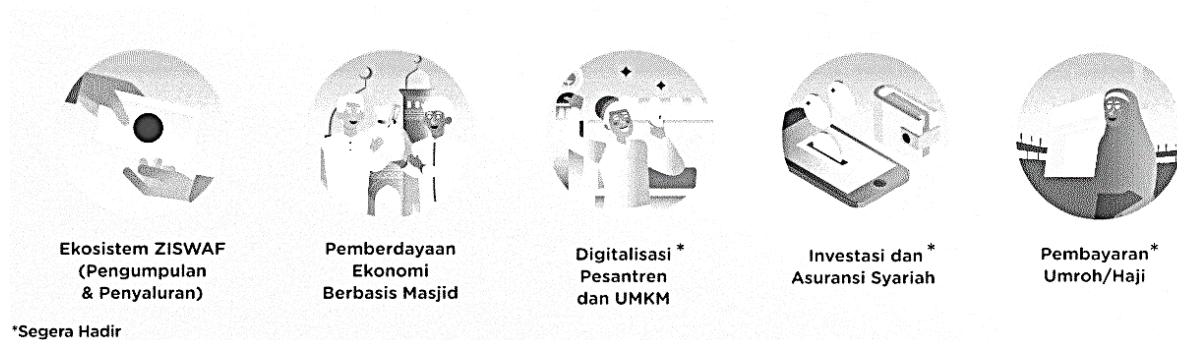 Ekosistem ZISWAF
(Pengumpulan
& Penyaluran)
Pemberdayaan
Ekonomi
Berbasis Masjid
Digitalisasi *
Pesantren
dan UMKM
Investasi dan *
Asuransi Syariah
Pembayaran*
Umroh/Haji
*Segera Hadir